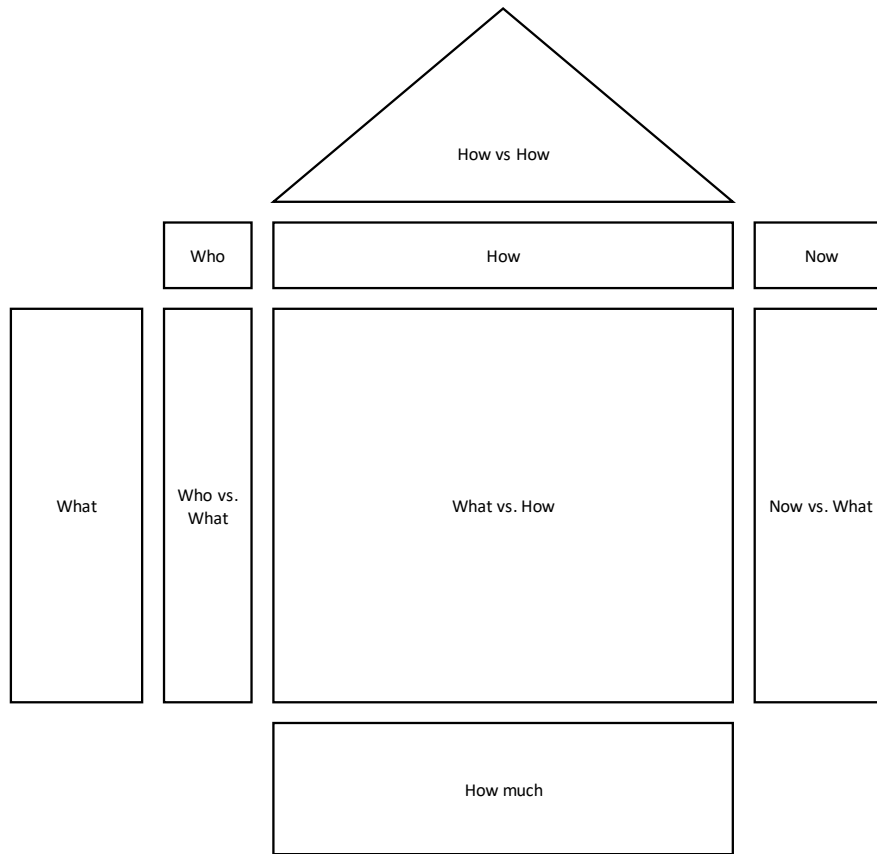 How vs How
Who
How
Now
What
Who vs.
What
What vs. How
Now vs. What
How much